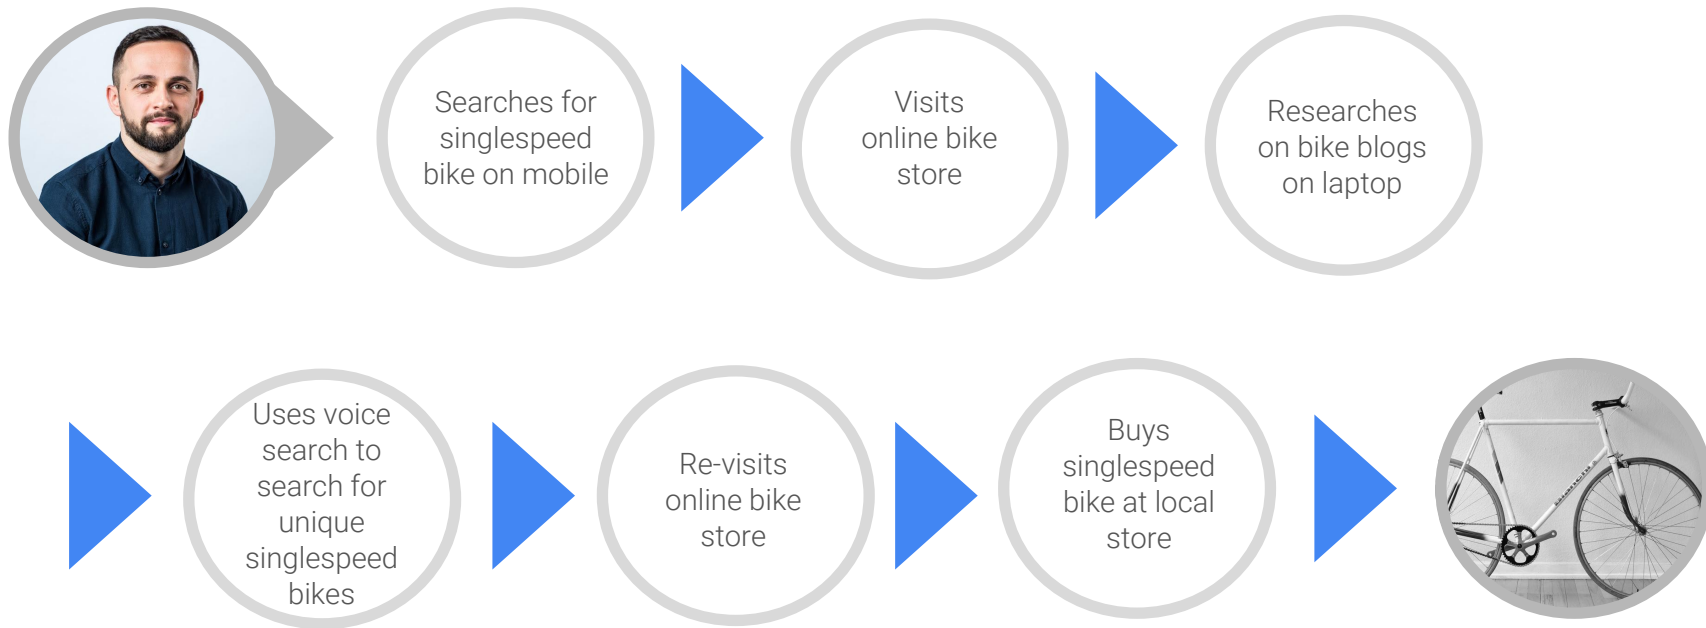 Searches for
singlespeed
bike on mobile
Visits
online bike
store
Researches
on bike blogs
on laptop
Uses voice
search to
search for
unique
singlespeed
bikes
Re-visits
online bike
store
Buys
singlespeed
bike at local
store